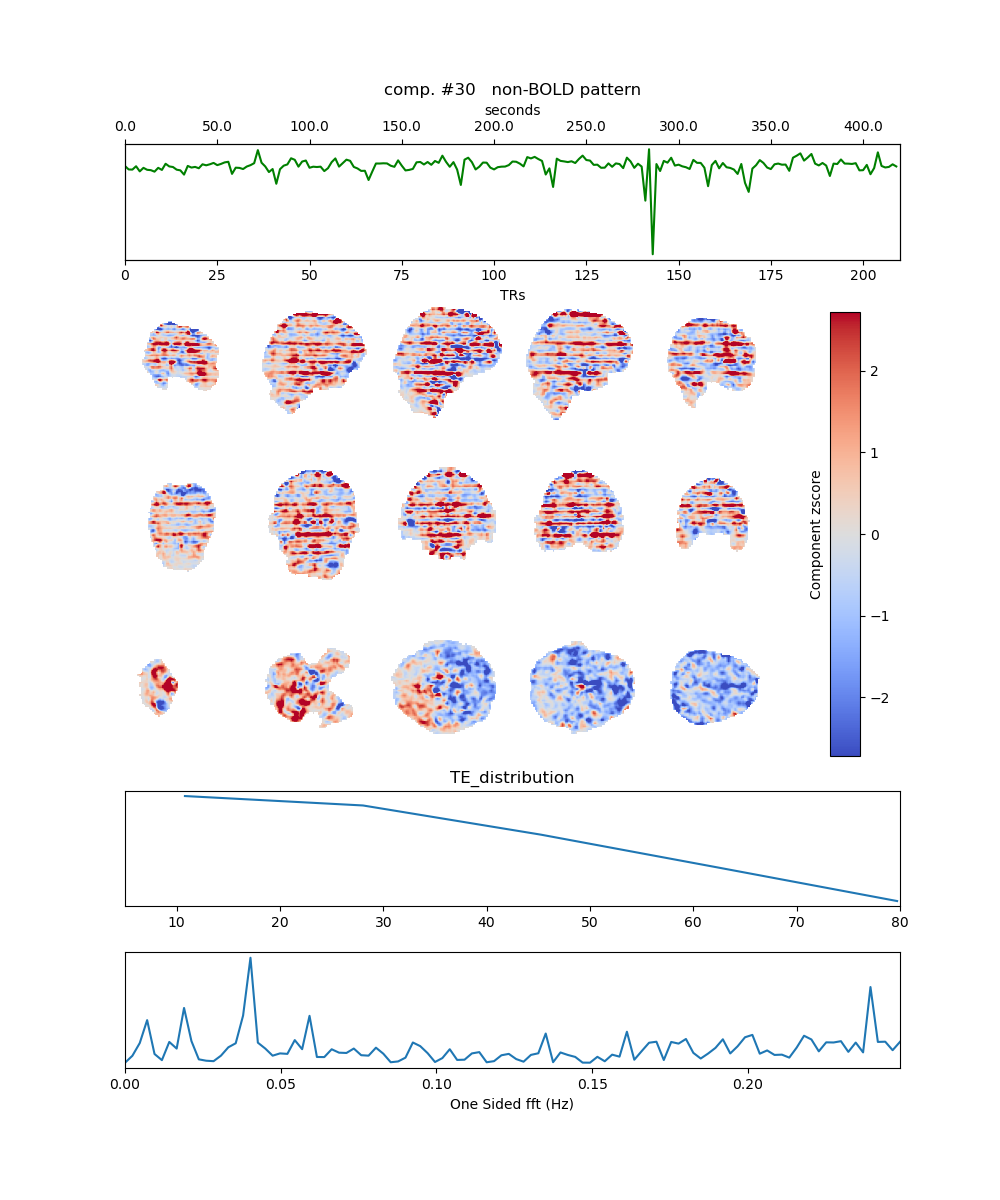 comp. #30   non-BOLD pattern
seconds
0.0 50.0 100.0 150.0 200.0 250.0 300.0 350.0 400.0
0 25 50 75 100 125 150 175 200
TRs
2
1
0
−1
−2
Component zscore
TE_distribution
10 20 30 40 50 60 70 80
0.00 0.05 0.10 0.15 0.20
One Sided fft (Hz)